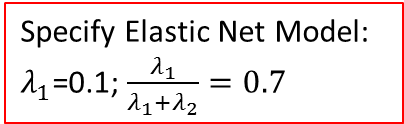 Specify Elastic Net Model:
λ₁=0.1; λ₁/(λ₁+λ₂) = 0.7